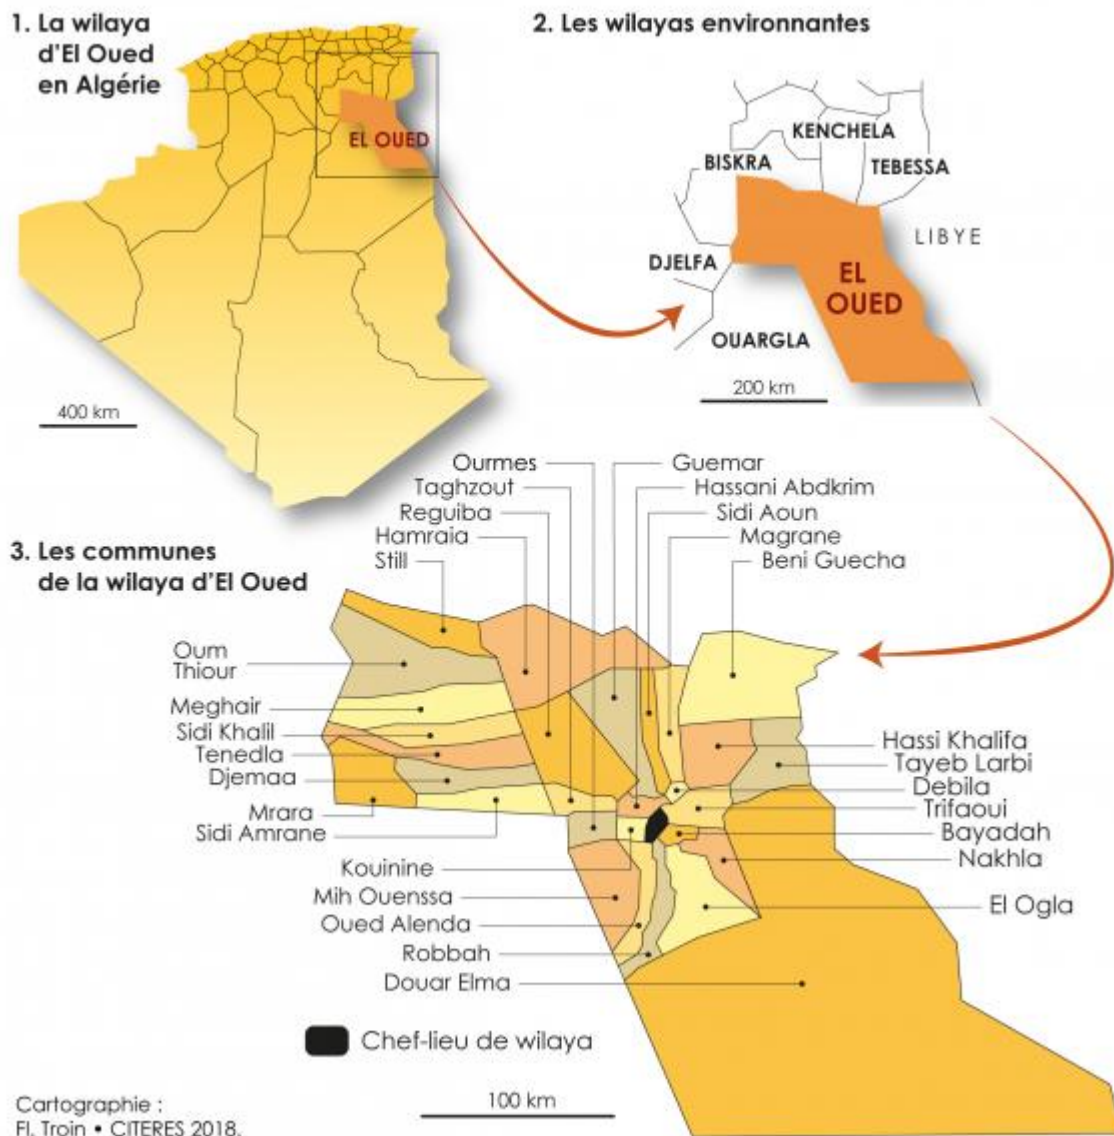 1. La wilaya
d'El Oued
en Algérie
EL OUED
400 km
2. Les wilayas environnantes
KENCHELA
BISKRA
TEBESSA
LIBYE
DJELFA
EL
OUED
OUARGLA
200 km
3. Les communes
de la wilaya d'El Oued
Ourmes
Taghzout
Reguiba
Hamraia
Still
Guemar
Hassani Abdkrim
Sidi Aoun
Magrane
Beni Guecha
Oum
Thiour
Meghair
Sidi Khalil
Tenedla
Djemaa
Mrara
Sidi Amrane
Hassi Khalifa
Tayeb Larbi
Debila
Trifaoui
Bayadah
Nakhla
El Ogla
Kouinine
Mih Ouenssa
Oued Alenda
Robbah
Douar Elma
Chef-lieu de wilaya
100 km
Cartographie :
Fl. Troin • CITERES 2018.